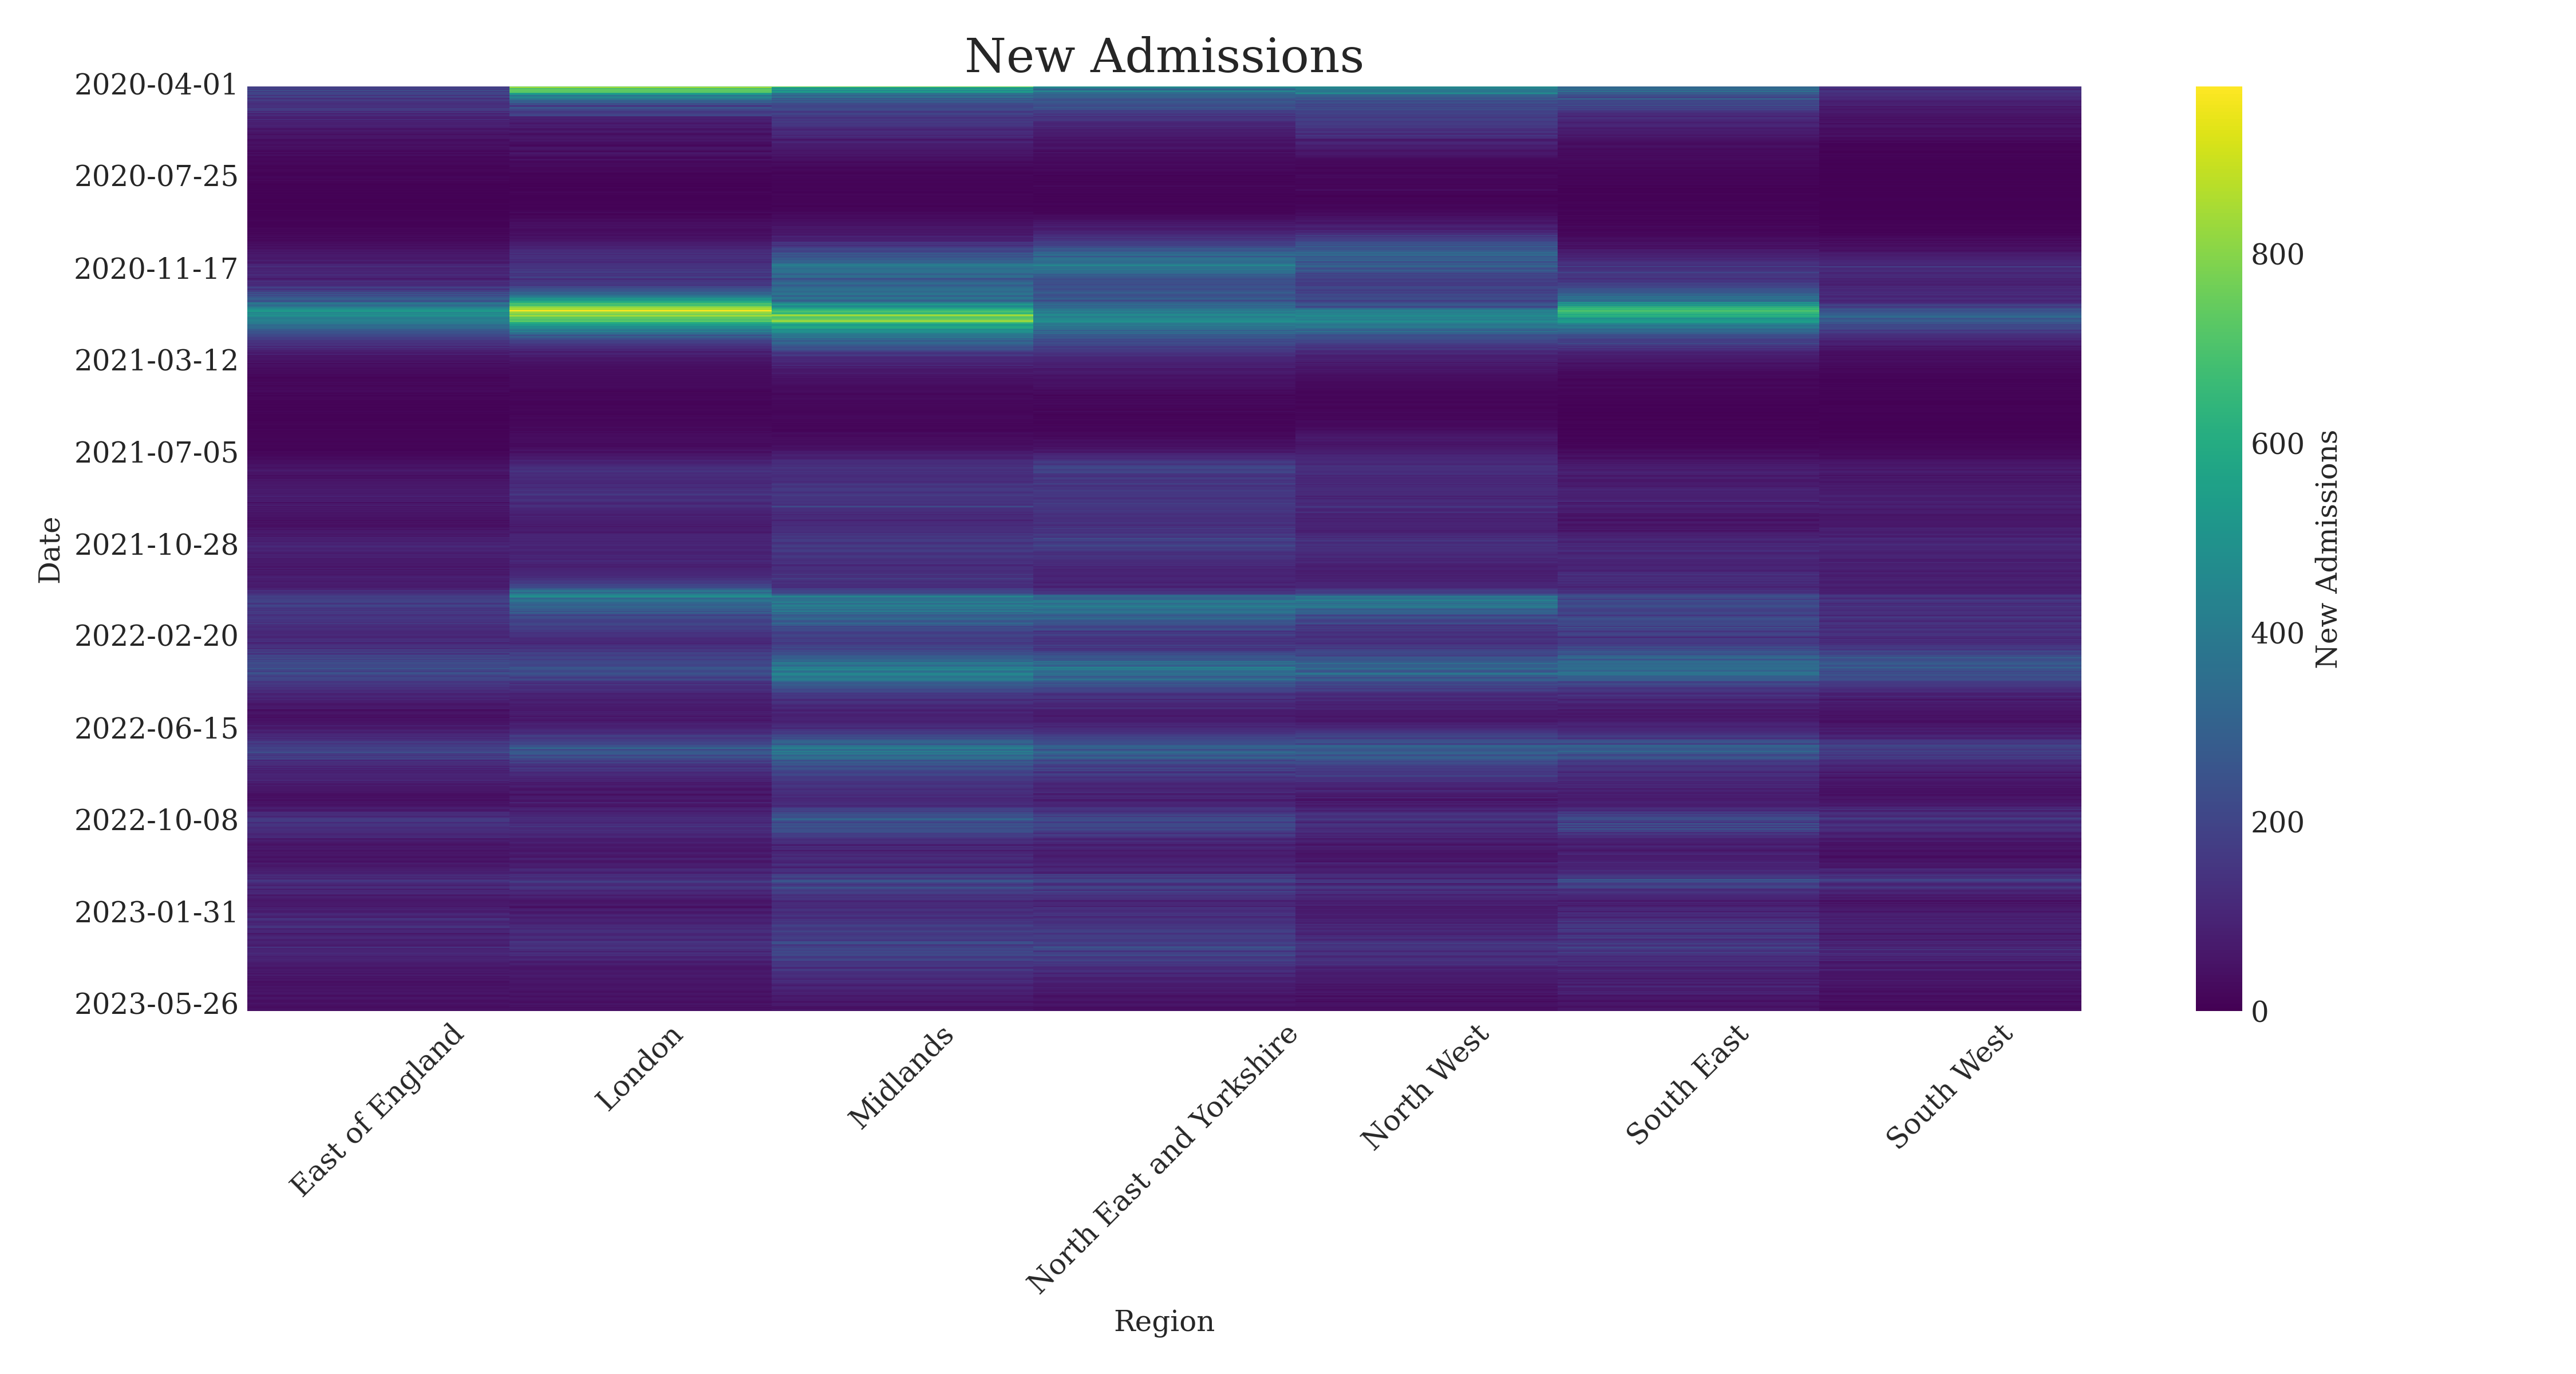 New Admissions
2020-04-01
2020-07-25
2020-11-17
2021-03-12
2021-07-05
2021-10-28
2022-02-20
2022-06-15
2022-10-08
2023-01-31
2023-05-26
Date
East of England
London
Midlands
North East and Yorkshire
North West
South East
South West
Region
800
600
400
200
0
New Admissions